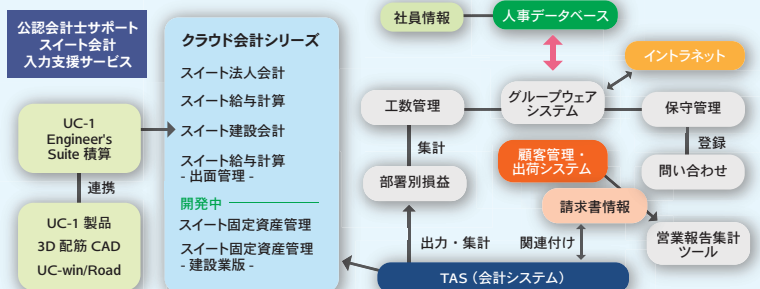 公認会計士サポート
スイート会計
入力支援サービス
UC-1
Engineer's
Suite 積算
連携
UC-1 製品
3D 配筋 CAD
UC-win/Road
クラウド会計シリーズ
スイート法人会計
スイート給与計算
スイート建設会計
スイート給与計算
- 出面管理 -
開発中
スイート固定資産管理
スイート固定資産管理
- 建設業版 -
社員情報
人事データベース
イントラネット
工数管理
グループウェア
システム
保守管理
集計
登録
顧客管理・
出荷システム
問い合わせ
部署別損益
請求書情報
営業報告集計
ツール
出力・集計
関連付け
TAS（会計システム）